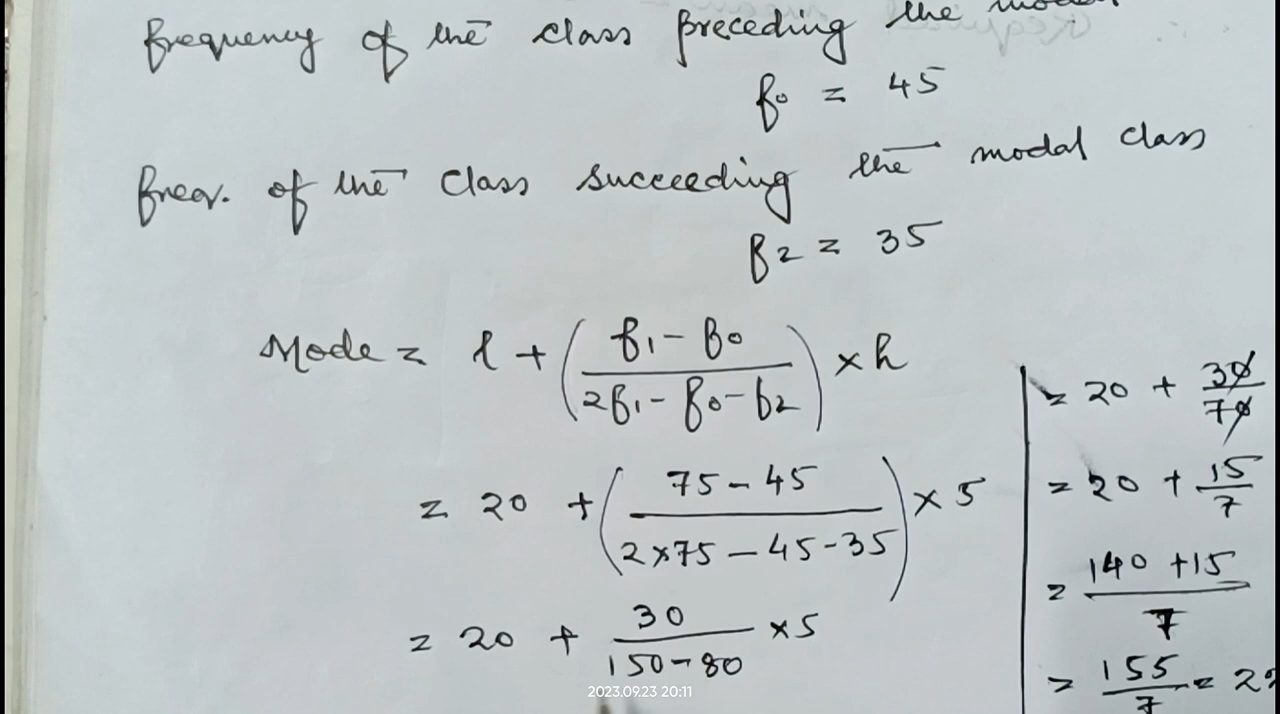 frequency of the class preceding the
f₀ = 45
freq. of the class succeeding the modal class
f₂ = 35
Mode = l + ( (f₁ - f₀) / (2f₁ - f₀ - f₂) ) × h
= 20 + ( (75 - 45) / (2×75 - 45 - 35) ) × 5
= 20 + 30 / (150 - 80) × 5
= 20 + 30/70
= 20 + 15/7
= (140 + 15) / 7
= 155/7 = 2
2023.09.23 20:11